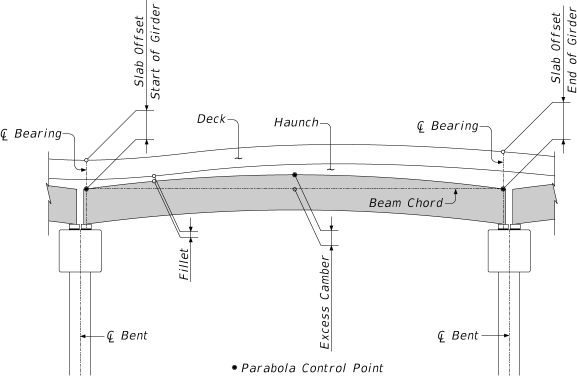 Slab Offset
Start of Girder
Slab Offset
End of Girder
℄ Bearing
Deck
Haunch
℄ Bearing
Beam Chord
Fillet
Excess Camber
℄ Bent
℄ Bent
Parabola Control Point